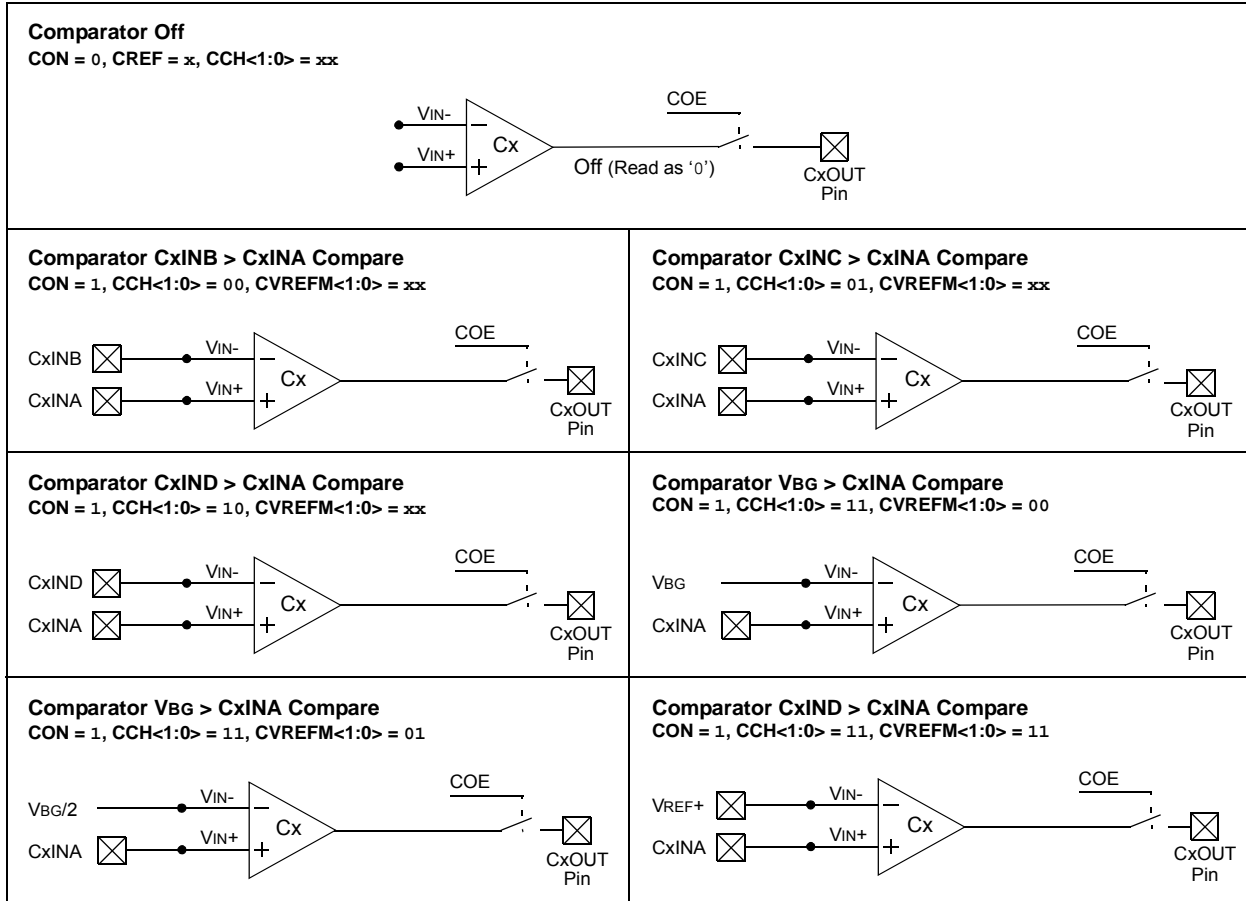 Comparator Off
CON = 0, CREF = x, CCH<1:0> = xx
COE
VIN-
–
Cx
VIN+
+
Off (Read as ‘0’)
CxOUT
Pin
Comparator CxINB > CxINA Compare
CON = 1, CCH<1:0> = 00, CVREFM<1:0> = xx
COE
CxINB
VIN-
–
Cx
CxINA
VIN+
+
CxOUT
Pin
Comparator CxINC > CxINA Compare
CON = 1, CCH<1:0> = 01, CVREFM<1:0> = xx
COE
CxINC
VIN-
–
Cx
CxINA
VIN+
+
CxOUT
Pin
Comparator CxIND > CxINA Compare
CON = 1, CCH<1:0> = 10, CVREFM<1:0> = xx
COE
CxIND
VIN-
–
Cx
CxINA
VIN+
+
CxOUT
Pin
Comparator VBG > CxINA Compare
CON = 1, CCH<1:0> = 11, CVREFM<1:0> = 00
COE
VBG
VIN-
–
Cx
CxINA
VIN+
+
CxOUT
Pin
Comparator VBG > CxINA Compare
CON = 1, CCH<1:0> = 11, CVREFM<1:0> = 01
COE
VBG/2
VIN-
–
Cx
CxINA
VIN+
+
CxOUT
Pin
Comparator CxIND > CxINA Compare
CON = 1, CCH<1:0> = 11, CVREFM<1:0> = 11
COE
VREF+
VIN-
–
Cx
CxINA
VIN+
+
CxOUT
Pin